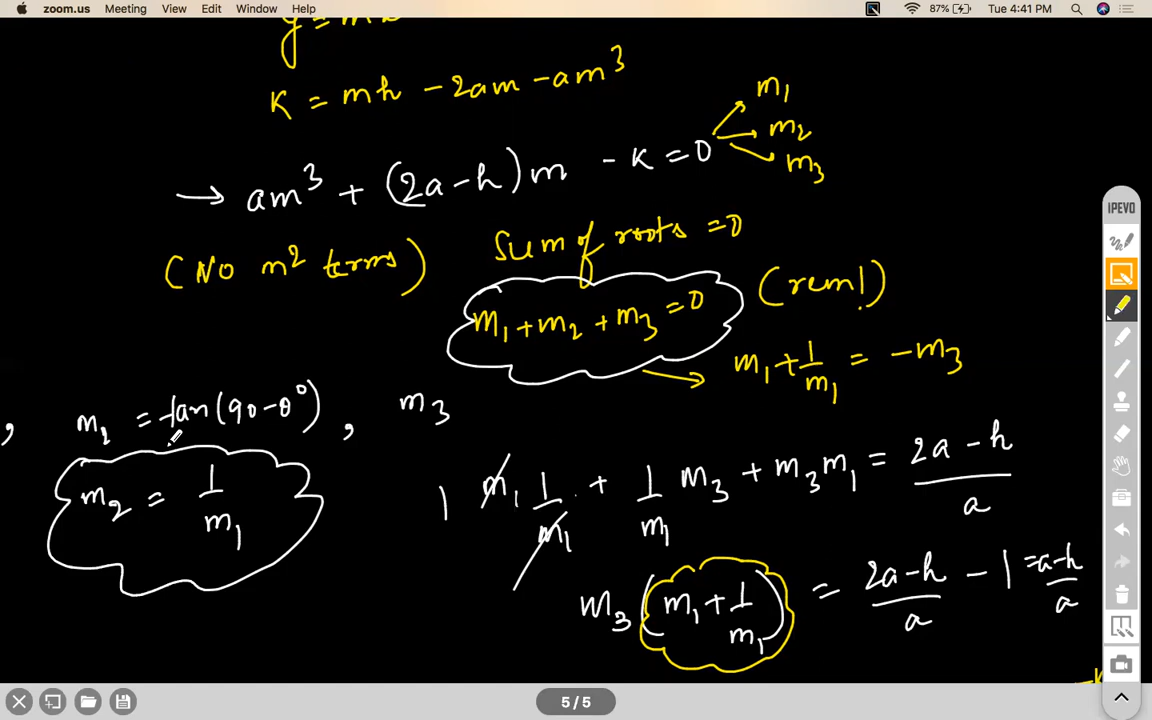 zoom.us Meeting View Edit Window Help 87% Tue 4:41 PM
K = mh - 2am - am³
→ am³ + (2a-h)m - K = 0
m₁
m₂
m₃
(No m² terms)
Sum of roots = 0
m₁+m₂+m₃ = 0
(rem!)
m₁ + 1/m₁ = -m₃
, m₂ = tan(90-θ°), m₃
m₂ = 1/m₁
1 m₁ 1/m₁ + 1/m₁ m₃ + m₃m₁ = (2a-h)/a
m₃(m₁ + 1/m₁) = (2a-h)/a - 1 = (a-h)/a
IPEVO
5 / 5